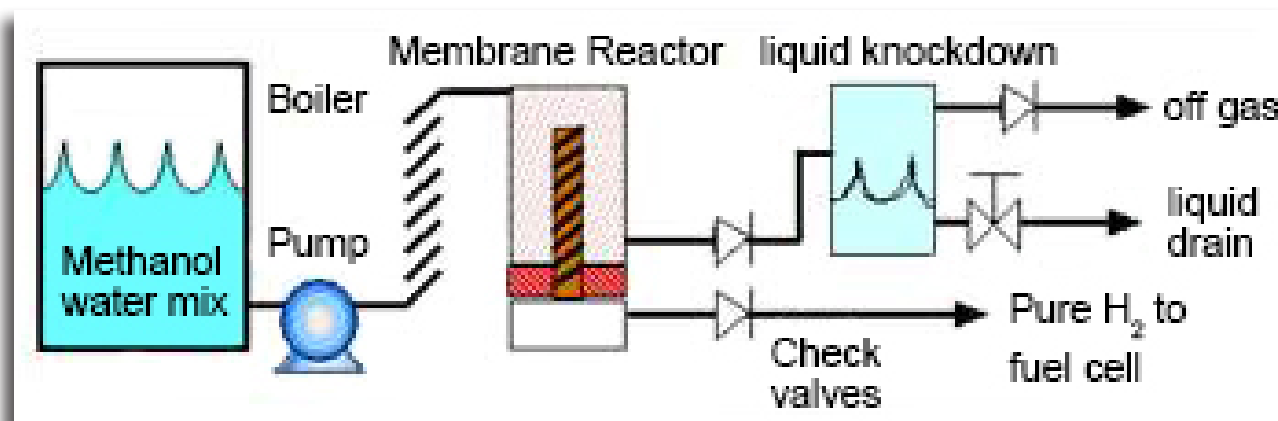 Membrane Reactor
liquid knockdown
Boiler
off gas
Pump
Methanol
water mix
liquid
drain
Pure H₂ to
fuel cell
Check
valves